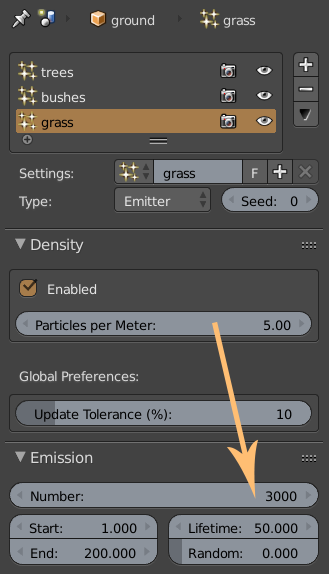 ground grass
trees
bushes
grass
Settings: grass F
Type: Emitter Seed: 0
Density
Enabled
Particles per Meter: 5.00
Global Preferences:
Update Tolerance (%): 10
Emission
Number: 3000
Start: 1.000 Lifetime: 50.000
End: 200.000 Random: 0.000